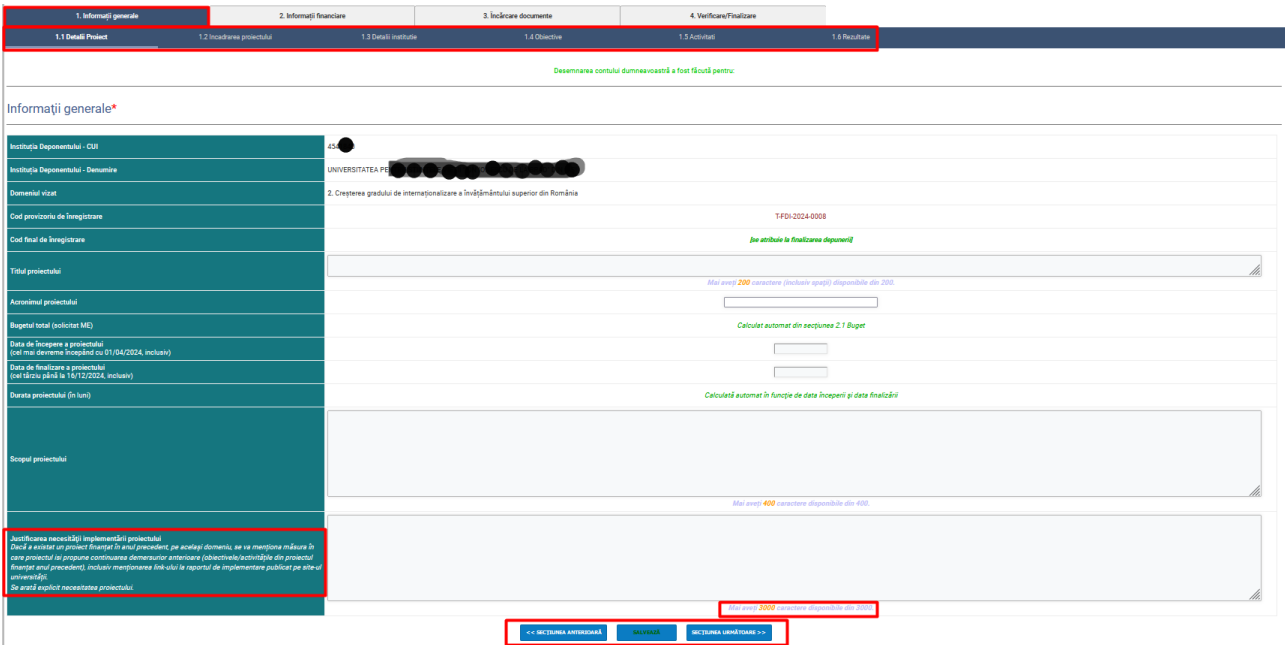 1. Informații generale
2. Informații financiare
3. Încărcare documente
4. Verificare/Finalizare
1.1 Detalii Proiect
1.2 Incadrarea proiectului
1.3 Detalii institutie
1.4 Obiective
1.5 Activitati
1.6 Rezultate
Desemnarea contului dumneavoastră a fost făcută pentru:
Informații generale*
Instituția Deponentului - CUI
454
Instituția Deponentului - Denumire
UNIVERSITATEA PE
Domeniul vizat
2. Creșterea gradului de internaționalizare a învățământului superior din România
Cod provizoriu de înregistrare
T-FDI-2024-0008
Cod final de înregistrare
[se atribuie la finalizarea depunerii]
Titlul proiectului
Mai aveți 200 caractere (inclusiv spații) disponibile din 200.
Acronimul proiectului
Bugetul total (solicitat ME)
Calculat automat din secțiunea 2.1 Buget
Data de începere a proiectului
(cel mai devreme începând cu 01/04/2024, inclusiv)
Data de finalizare a proiectului
(cel târziu până la 16/12/2024, inclusiv)
Durata proiectului (în luni)
Calculată automat în funcție de data începerii și data finalizării
Scopul proiectului
Mai aveți 400 caractere disponibile din 400.
Justificarea necesității implementării proiectului
Dacă a existat un proiect finanțat în anul precedent, pe același domeniu, se va menționa măsura în
care proiectul isi propune continuarea demersurior anterioare (obiectivele/activitățile din proiectul
finanțat anul precedent), inclusiv menționarea link-ului la raportul de implementare publicat pe site-ul
universității.
Se arată explicit necesitatea proiectului.
Mai aveți 3000 caractere disponibile din 3000.
<< SECȚIUNEA ANTERIOARĂ
SALVEAZĂ
SECȚIUNEA URMĂTOARE >>